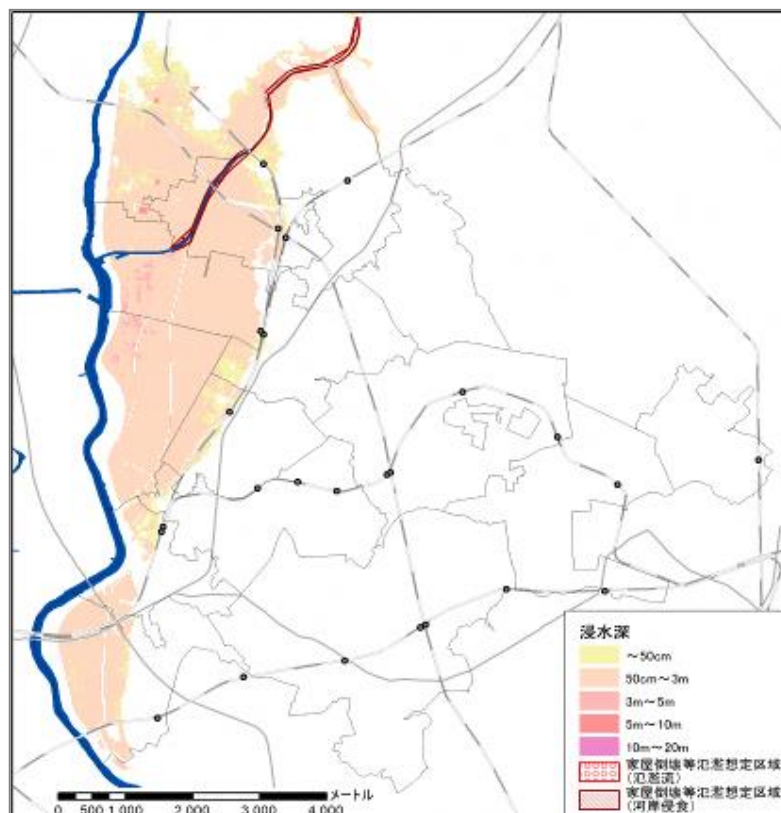 浸水深
～50cm
50cm～3m
3m～5m
5m～10m
10m～20m
家屋倒壊等氾濫想定区域
(氾濫流)
家屋倒壊等氾濫想定区域
(河岸侵食)
メートル
0 500 1,000 2,000 3,000 4,000